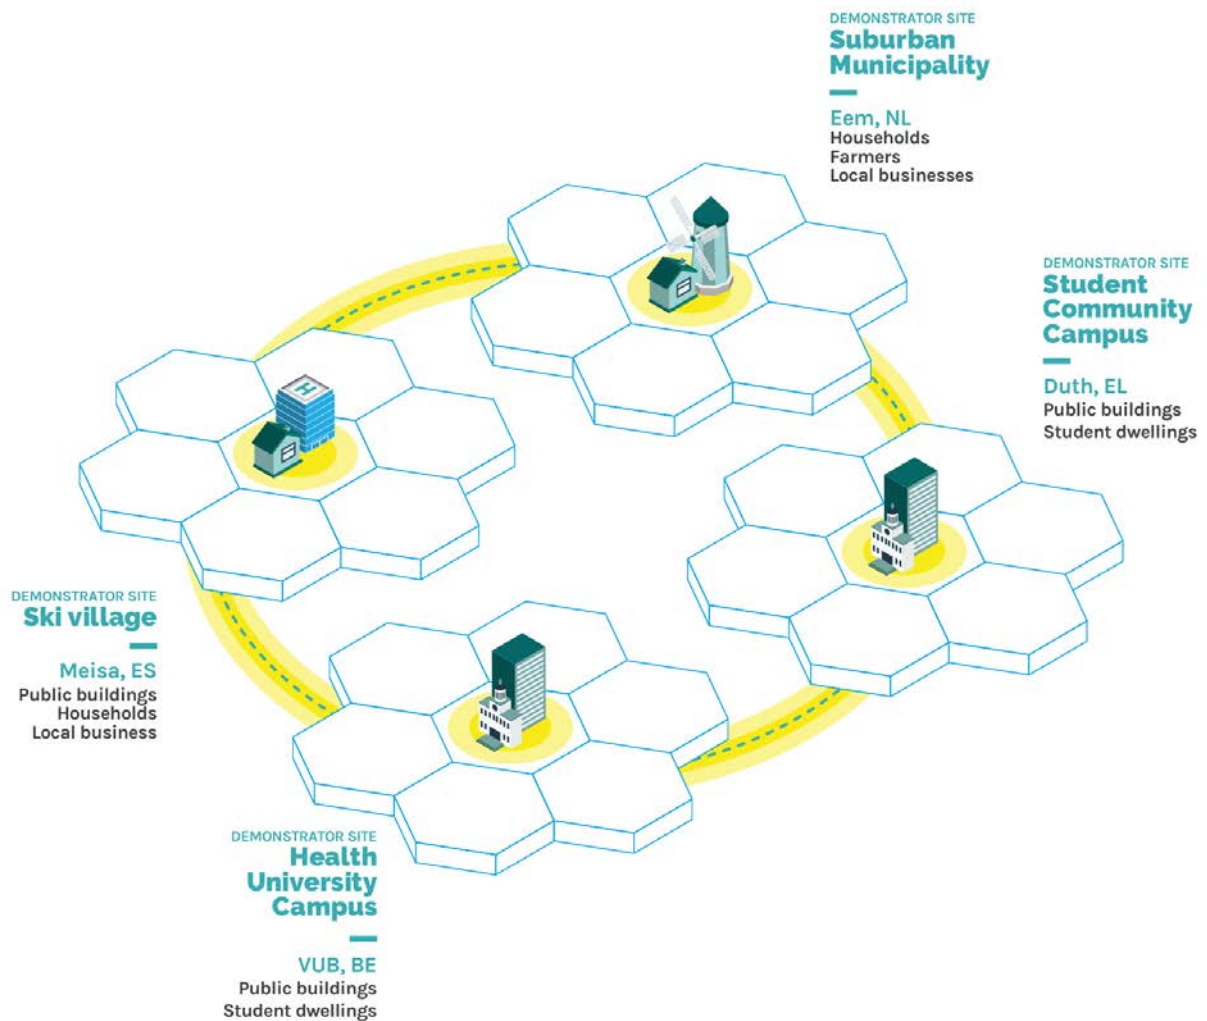 DEMONSTRATOR SITE
Suburban
Municipality
Eem, NL
Households
Farmers
Local businesses
DEMONSTRATOR SITE
Student
Community
Campus
Duth, EL
Public buildings
Student dwellings
H
DEMONSTRATOR SITE
Ski village
Meisa, ES
Public buildings
Households
Local business
DEMONSTRATOR SITE
Health
University
Campus
VUB, BE
Public buildings
Student dwellings